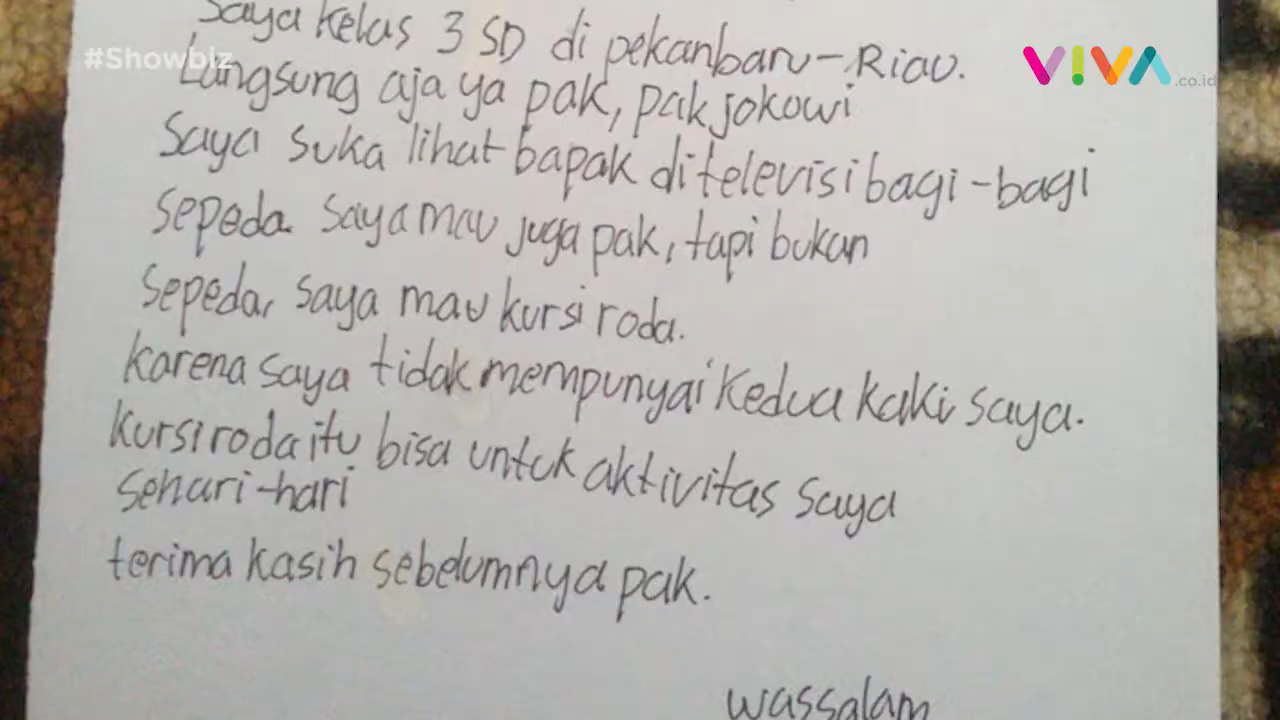 Saya kelas 3 SD di pekanbaru-Riau.
#Showbiz
VIVA.co.id
Langsung aja ya pak, pak jokowi
Saya suka lihat bapak di televisi bagi-bagi
Sepeda. Saya mau juga pak, tapi bukan
Sepeda, saya mau kursi roda.
karena saya tidak mempunyai kedua kaki saya.
kursi roda itu bisa untuk aktivitas saya
sehari-hari
terima kasih sebelumnya pak.
wassalam